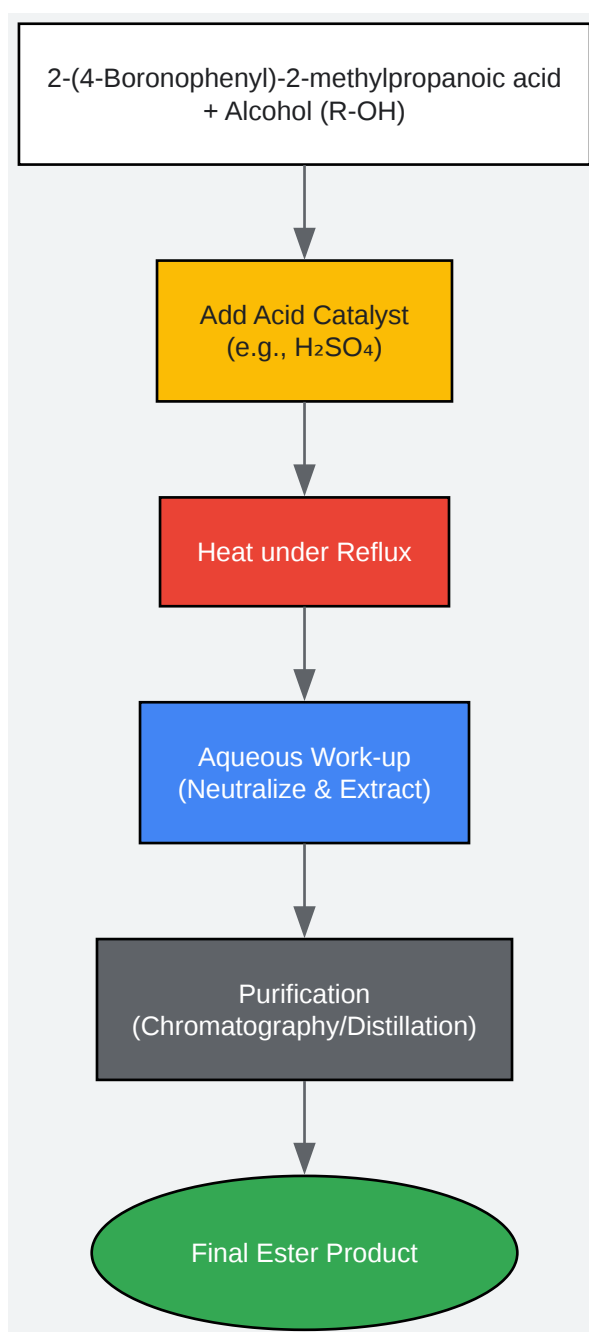 2-(4-Boronophenyl)-2-methylpropanoic acid
+ Alcohol (R-OH)
Add Acid Catalyst
(e.g., H₂SO₄)
Heat under Reflux
Aqueous Work-up
(Neutralize & Extract)
Purification
(Chromatography/Distillation)
Final Ester Product